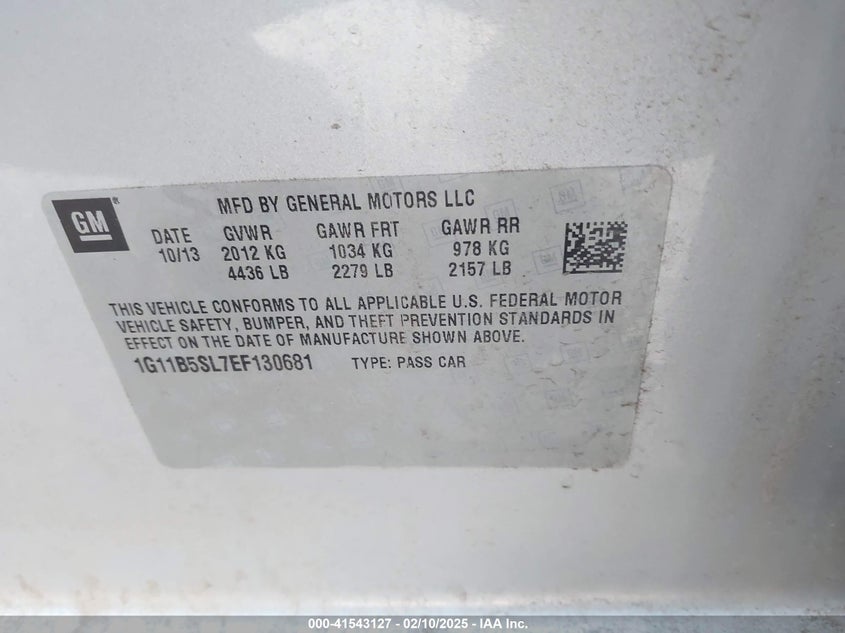 GM®
MFD BY GENERAL MOTORS LLC
DATE GVWR GAWR FRT GAWR RR
10/13 2012 KG 1034 KG 978 KG
4436 LB 2279 LB 2157 LB
THIS VEHICLE CONFORMS TO ALL APPLICABLE U.S. FEDERAL MOTOR
VEHICLE SAFETY, BUMPER, AND THEFT PREVENTION STANDARDS IN
EFFECT ON THE DATE OF MANUFACTURE SHOWN ABOVE.
1G11B5SL7EF130681 TYPE: PASS CAR
000-41543127 - 02/10/2025 - IAA Inc.